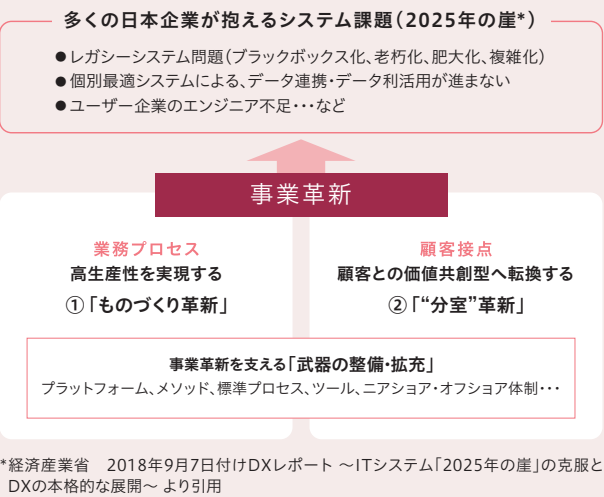 多くの日本企業が抱えるシステム課題(2025年の崖*)
●レガシーシステム問題(ブラックボックス化、老朽化、肥大化、複雑化)
●個別最適システムによる、データ連携・データ利活用が進まない
●ユーザー企業のエンジニア不足・・・など
事業革新
業務プロセス
高生産性を実現する
①「ものづくり革新」
顧客接点
顧客との価値共創型へ転換する
②「“分室”革新」
事業革新を支える「武器の整備・拡充」
プラットフォーム、メソッド、標準プロセス、ツール、ニアショア・オフショア体制・・・
*経済産業省　2018年9月7日付けDXレポート ～ITシステム「2025年の崖」の克服と
DXの本格的な展開～ より引用